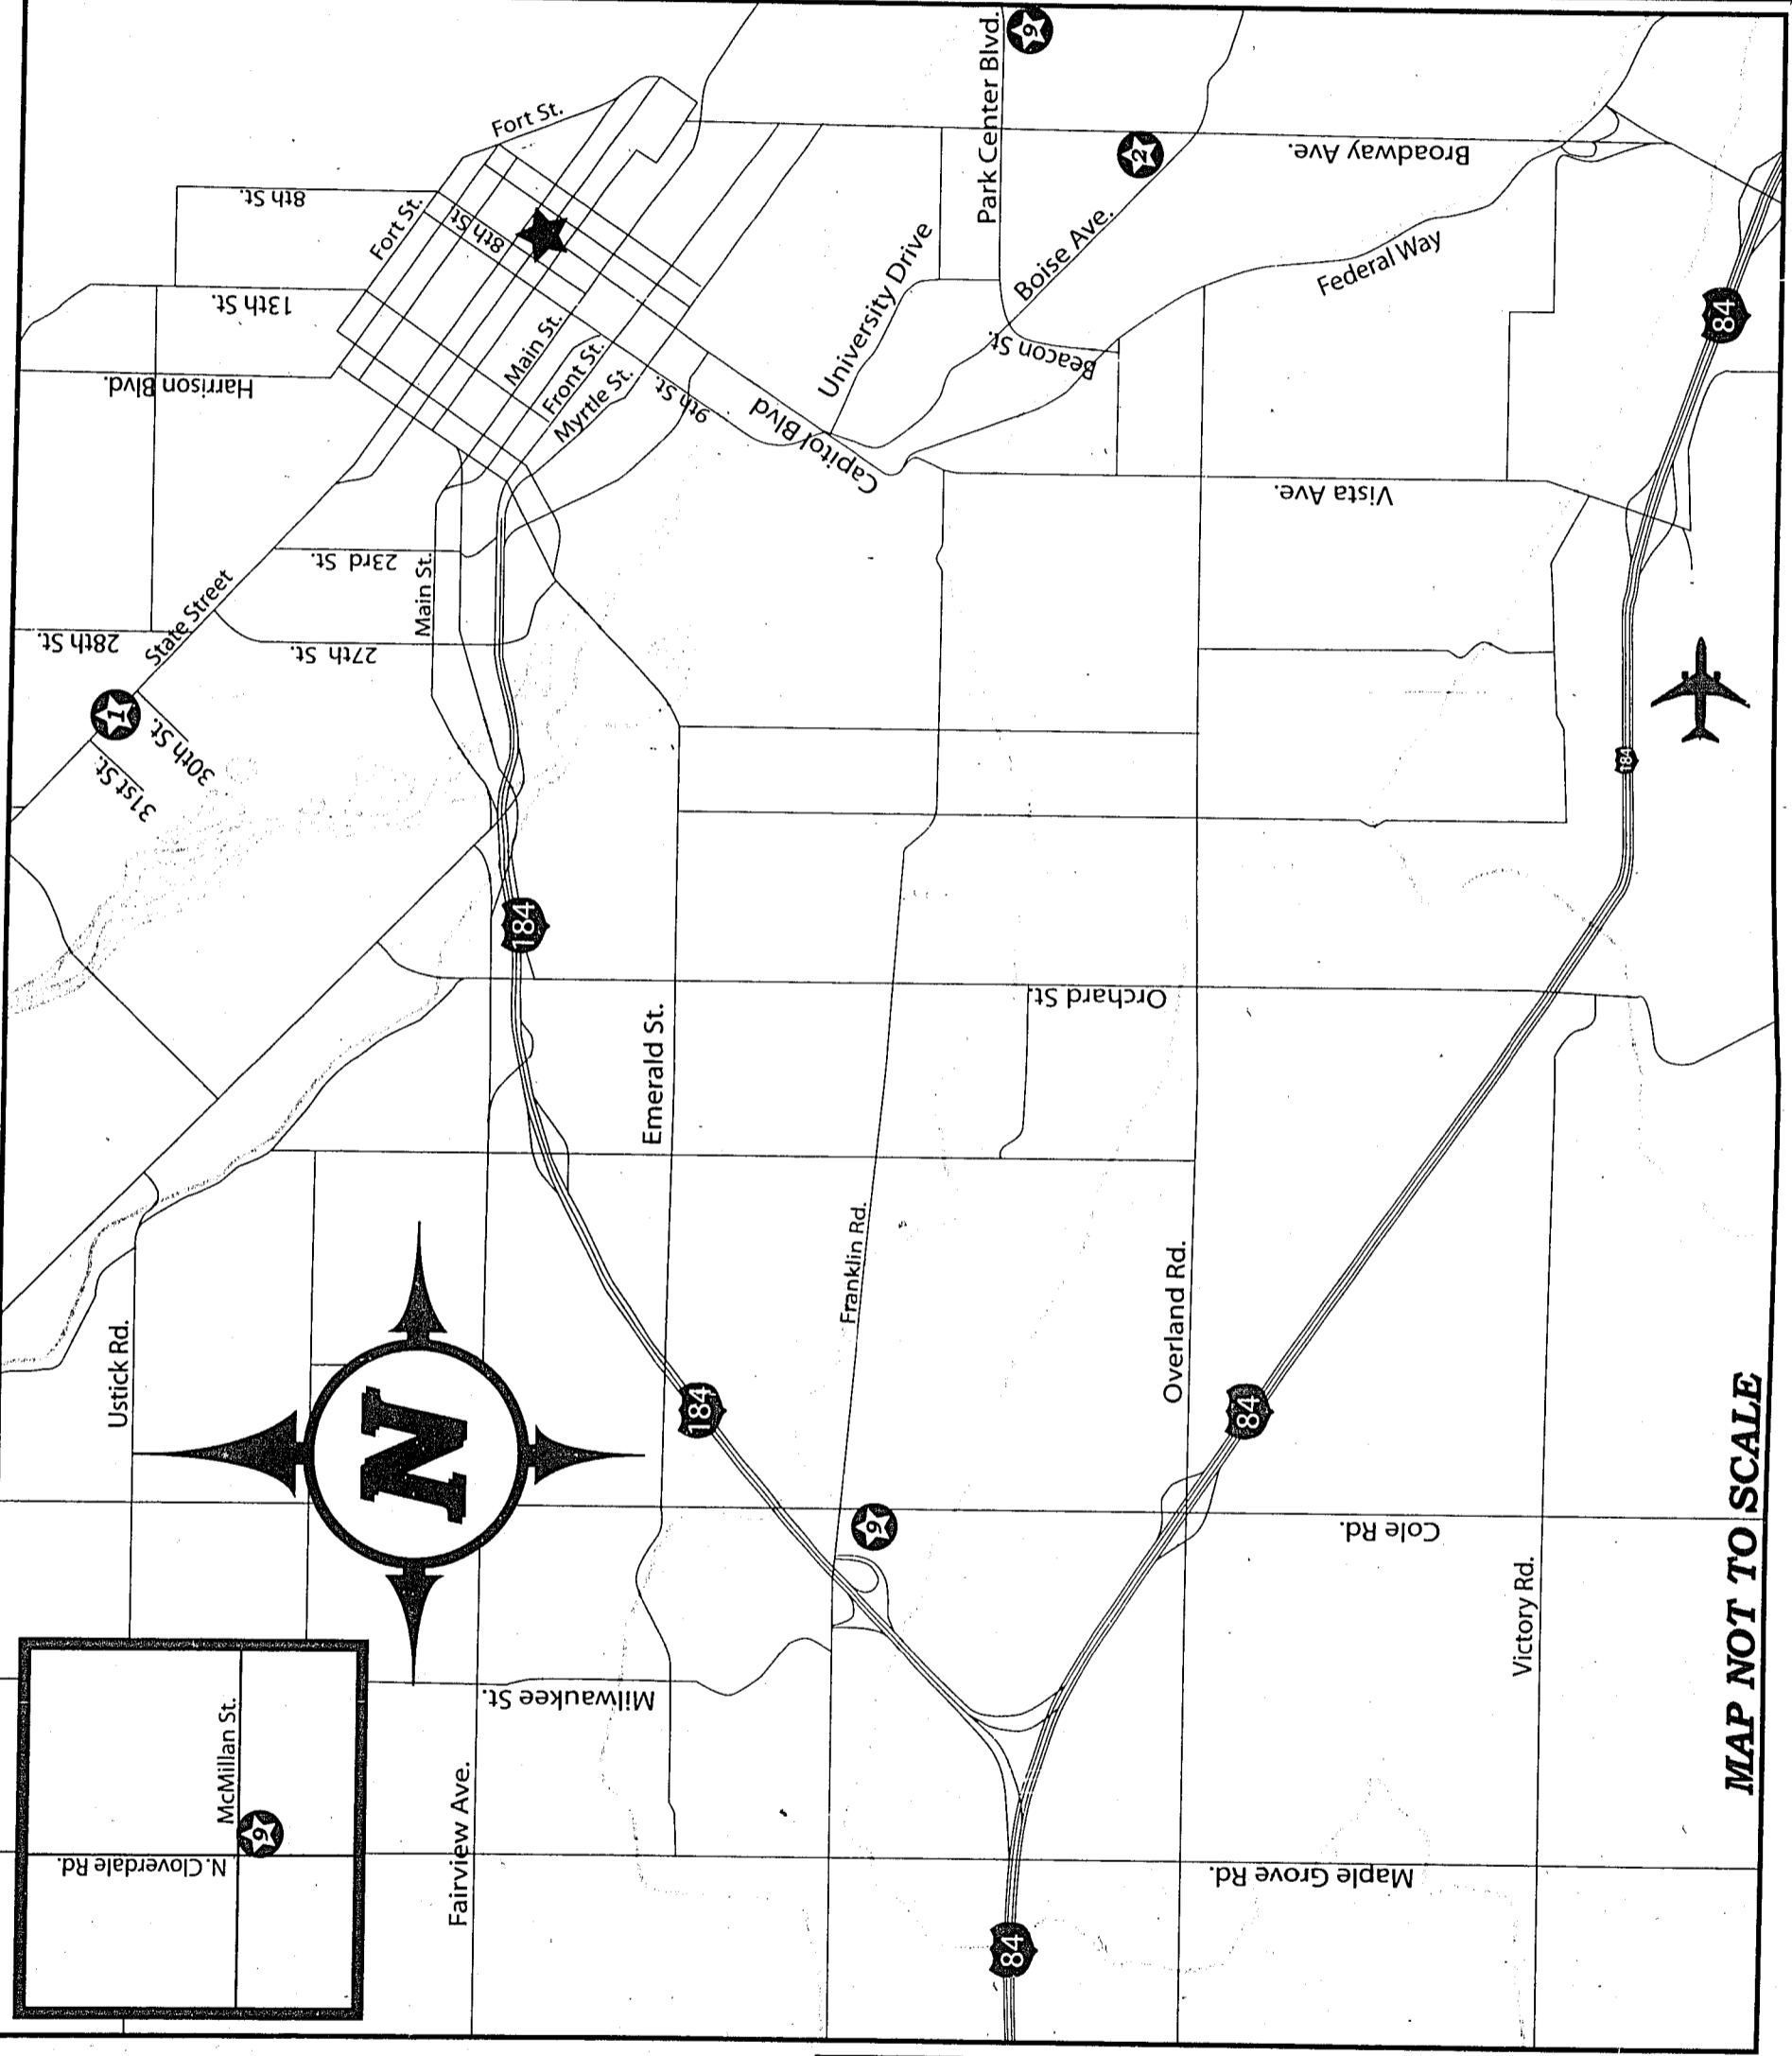 Park Center Blvd.
9
Fort St.
2
Broadway Ave.
8th St.
Fort St.
8th St.
University Drive
Boise Ave.
Federal Way
84
13th St.
Harrison Blvd.
Main St.
Front St.
Myrtle St.
9th St.
Capitol Blvd
Beacon St.
Vista Ave.
23rd St.
Main St.
28th St.
State Street
27th St.
1
30th St.
31st St.
184
184
Orchard St.
Emerald St.
Franklin Rd.
Overland Rd.
Ustick Rd.
N
184
84
9
Cole Rd.
Victory Rd.
MAP NOT TO SCALE
Milwaukee St.
McMillan St.
9
N. Cloverdale Rd.
Fairview Ave.
Maple Grove Rd.
84